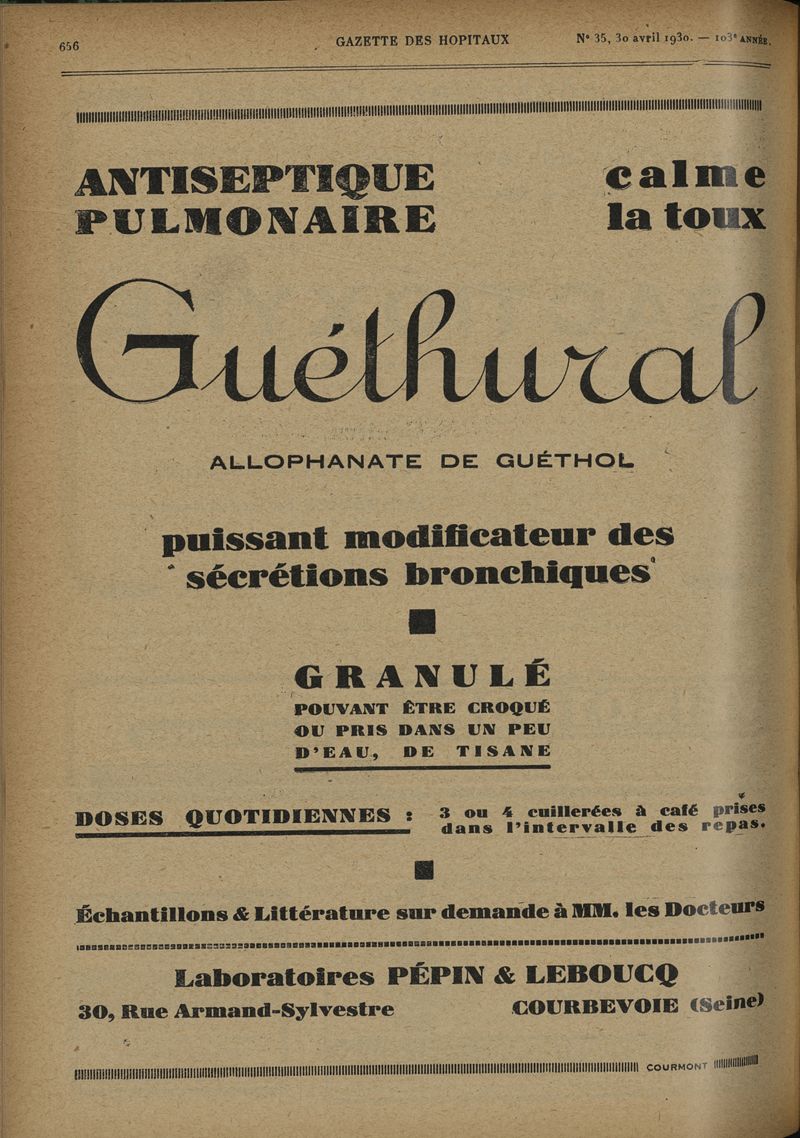 656
GAZETTE DES HOPITAUX
N° 35, 30 avril 1930. — 103e ANNÉE.
ANTISEPTIQUE
PULMONAIRE
calme
la toux
Guéthural
ALLOPHANATE DE GUÉTHOL
puissant modificateur des
sécrétions bronchiques
GRANULÉ
POUVANT ÊTRE CROQUÉ
OU PRIS DANS UN PEU
D'EAU, DE TISANE
DOSES QUOTIDIENNES :
3 ou 4 cuillerées à café prises
dans l'intervalle des repas.
Échantillons & Littérature sur demande à MM. les Docteurs
Laboratoires PÉPIN & LEBOUCQ
30, Rue Armand-Sylvestre
COURBEVOIE (Seine)
COURMONT